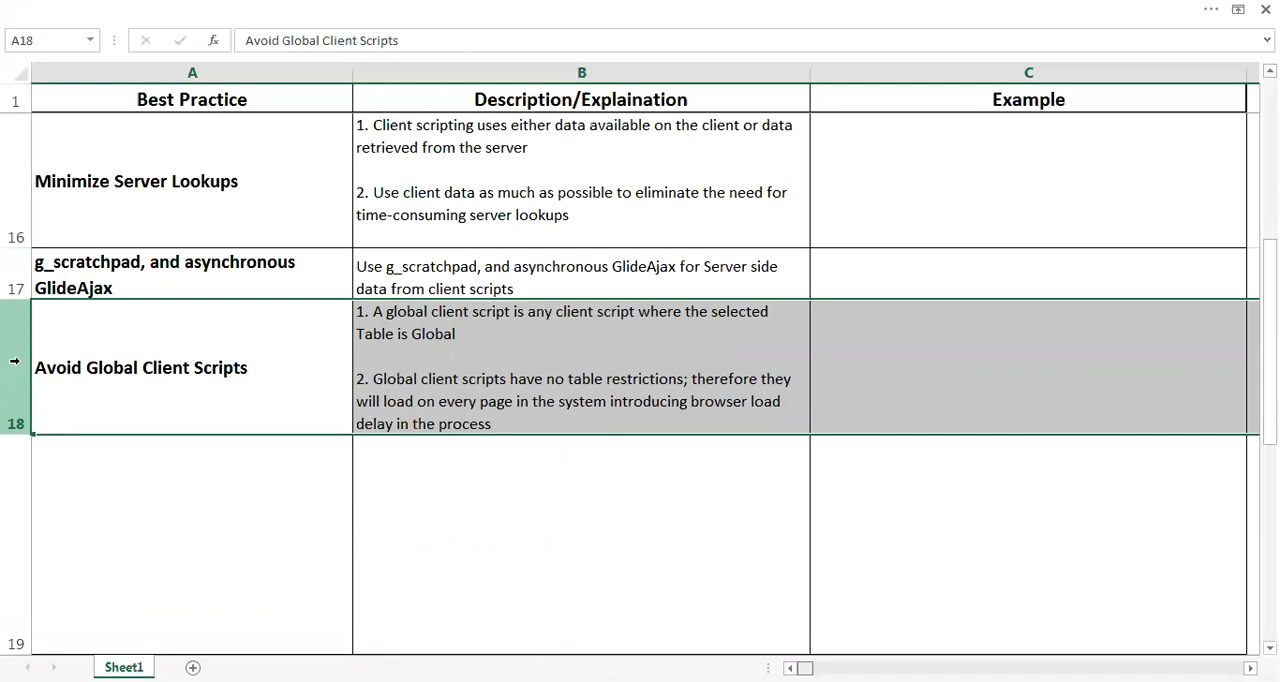 A18
fx
Avoid Global Client Scripts
A
B
C
1
Best Practice
Description/Explaination
Example
1. Client scripting uses either data available on the client or data
retrieved from the server
2. Use client data as much as possible to eliminate the need for
time-consuming server lookups
Minimize Server Lookups
16
g_scratchpad, and asynchronous
GlideAjax
Use g_scratchpad, and asynchronous GlideAjax for Server side
data from client scripts
17
1. A global client script is any client script where the selected
Table is Global
2. Global client scripts have no table restrictions; therefore they
will load on every page in the system introducing browser load
delay in the process
Avoid Global Client Scripts
18
19
Sheet1